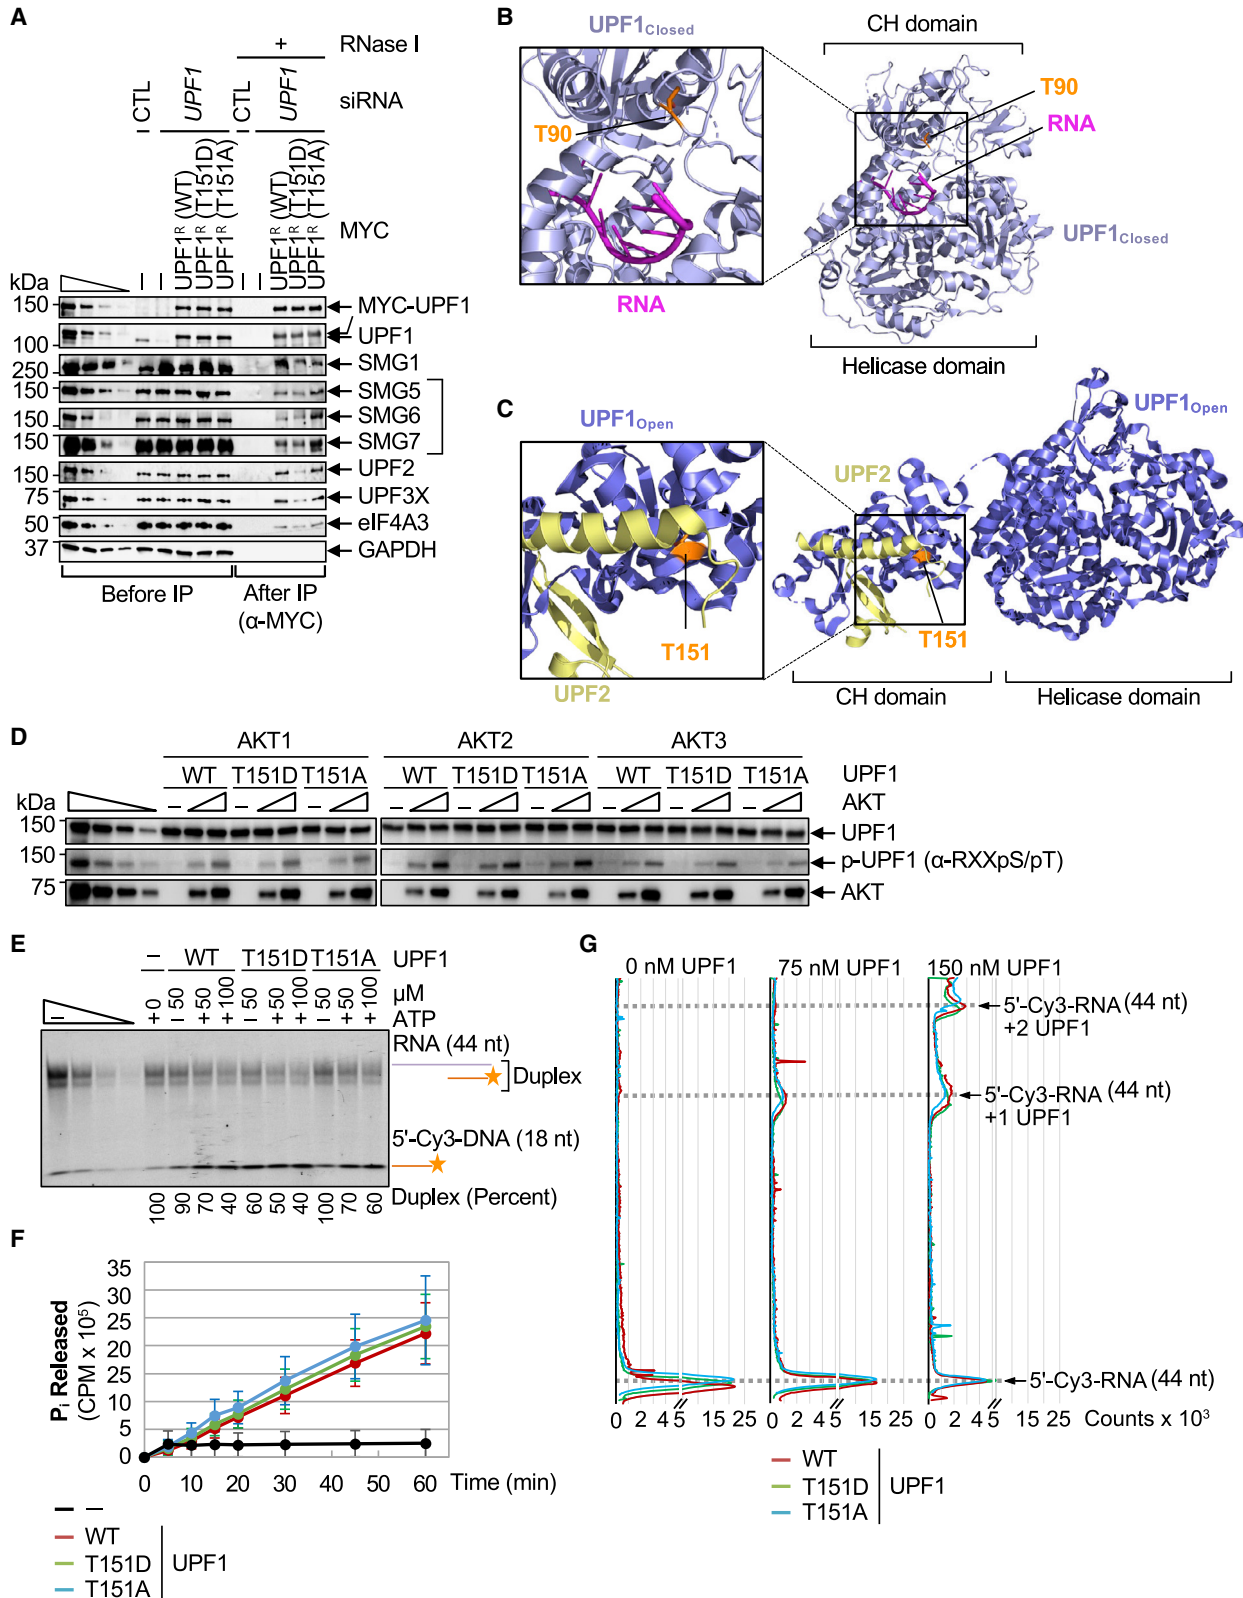 A
RNase I
+
siRNA
CTL
UPF1
CTL
UPF1
MYC
–
–
UPF1R (WT)
UPF1R (T151D)
UPF1R (T151A)
–
–
UPF1R (WT)
UPF1R (T151D)
UPF1R (T151A)
kDa
150
MYC-UPF1
100
UPF1
250
SMG1
150
SMG5
150
SMG6
150
SMG7
150
UPF2
75
UPF3X
50
eIF4A3
37
GAPDH
Before IP
After IP
(α-MYC)
B
UPF1Closed
CH domain
T90
T90
RNA
UPF1Closed
RNA
Helicase domain
C
UPF1Open
UPF1Open
UPF2
T151
T151
UPF2
CH domain
Helicase domain
D
AKT1
AKT2
AKT3
WT T151D T151A
WT T151D T151A
WT T151D T151A
UPF1
kDa
– – – – – – – – –
AKT
150
UPF1
150
p-UPF1 (α-RXXpS/pT)
75
AKT
E
– WT T151D T151A UPF1
0 50 50 100 50 50 100 50 50 100 µM
– + – + + – + + – + + ATP
RNA (44 nt)
Duplex
5'-Cy3-DNA (18 nt)
100 90 70 40 60 50 40 100 70 60 Duplex (Percent)
F
35
30
25
20
15
10
5
0
Pi Released
(CPM x 10⁵)
0 10 20 30 40 50 60 Time (min)
–
WT
T151D
T151A
UPF1
G
0 nM UPF1
75 nM UPF1
150 nM UPF1
5'-Cy3-RNA (44 nt)
+2 UPF1
5'-Cy3-RNA (44 nt)
+1 UPF1
5'-Cy3-RNA (44 nt)
0 2 4 5 15 25
0 2 4 5 15 25
0 2 4 5 15 25
Counts x 10³
WT
T151D
T151A
UPF1